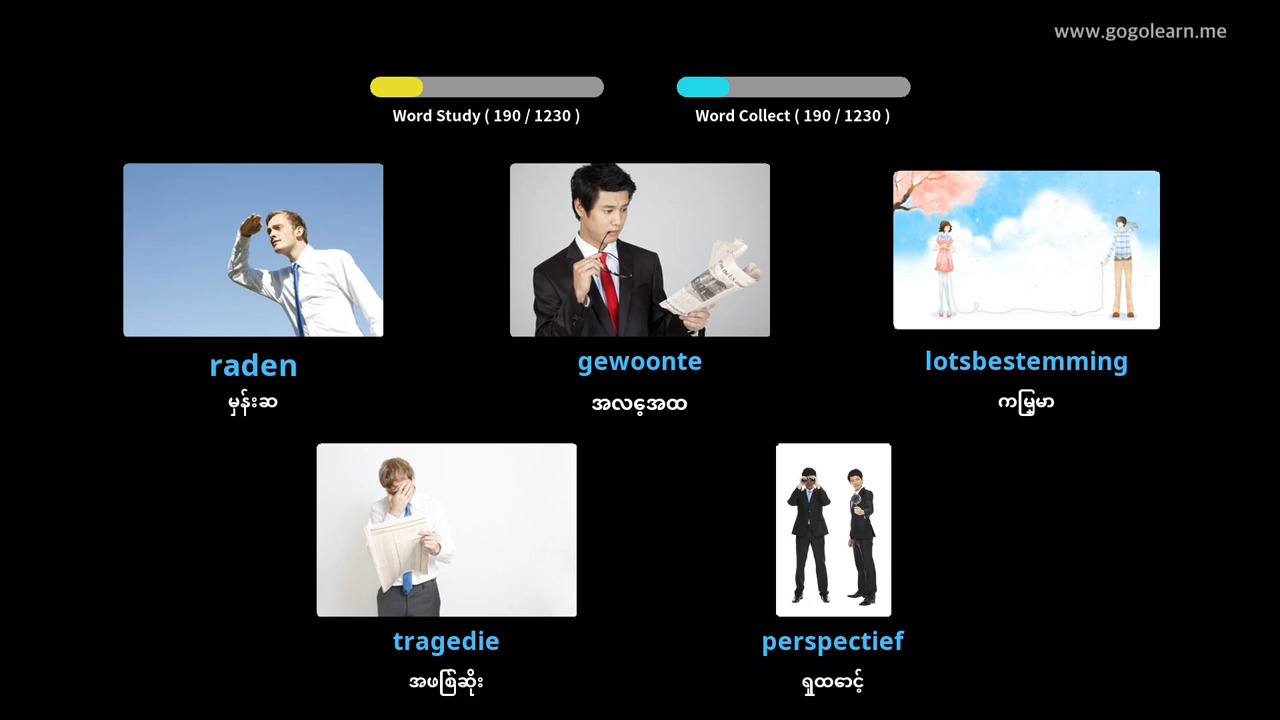 www.gogolearn.me
Word Study ( 190 / 1230 )
Word Collect ( 190 / 1230 )
raden
gewoonte
lotsbestemming
မှန်းဆ
အလေ့အထ
ကမ္မြာ
tragedie
perspectief
အဖြစ်ဆိုး
ရှုထောင့်